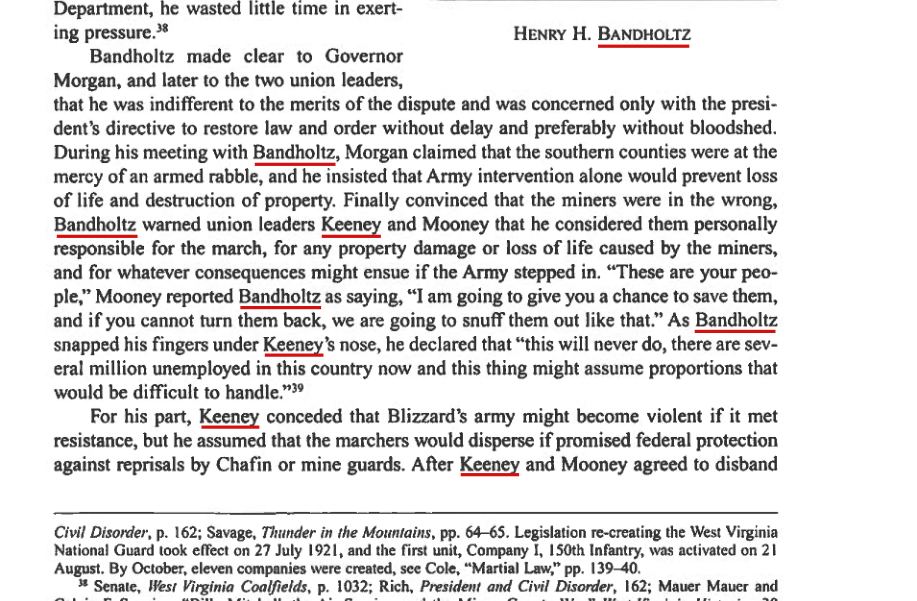 Department, he wasted little time in exert-
ing pressure.³⁸
HENRY H. BANDHOLTZ
Bandholtz made clear to Governor
Morgan, and later to the two union leaders,
that he was indifferent to the merits of the dispute and was concerned only with the presi-
dent's directive to restore law and order without delay and preferably without bloodshed.
During his meeting with Bandholtz, Morgan claimed that the southern counties were at the
mercy of an armed rabble, and he insisted that Army intervention alone would prevent loss
of life and destruction of property. Finally convinced that the miners were in the wrong,
Bandholtz warned union leaders Keeney and Mooney that he considered them personally
responsible for the march, for any property damage or loss of life caused by the miners,
and for whatever consequences might ensue if the Army stepped in. “These are your peo-
ple,” Mooney reported Bandholtz as saying, “I am going to give you a chance to save them,
and if you cannot turn them back, we are going to snuff them out like that.” As Bandholtz
snapped his fingers under Keeney's nose, he declared that “this will never do, there are sev-
eral million unemployed in this country now and this thing might assume proportions that
would be difficult to handle.”³⁹
For his part, Keeney conceded that Blizzard's army might become violent if it met
resistance, but he assumed that the marchers would disperse if promised federal protection
against reprisals by Chafin or mine guards. After Keeney and Mooney agreed to disband
Civil Disorder, p. 162; Savage, Thunder in the Mountains, pp. 64–65. Legislation re-creating the West Virginia
National Guard took effect on 27 July 1921, and the first unit, Company I, 150th Infantry, was activated on 21
August. By October, eleven companies were created, see Cole, “Martial Law,” pp. 139–40.
³⁸ Senate, West Virginia Coalfields, p. 1032; Rich, President and Civil Disorder, 162; Mauer Mauer and